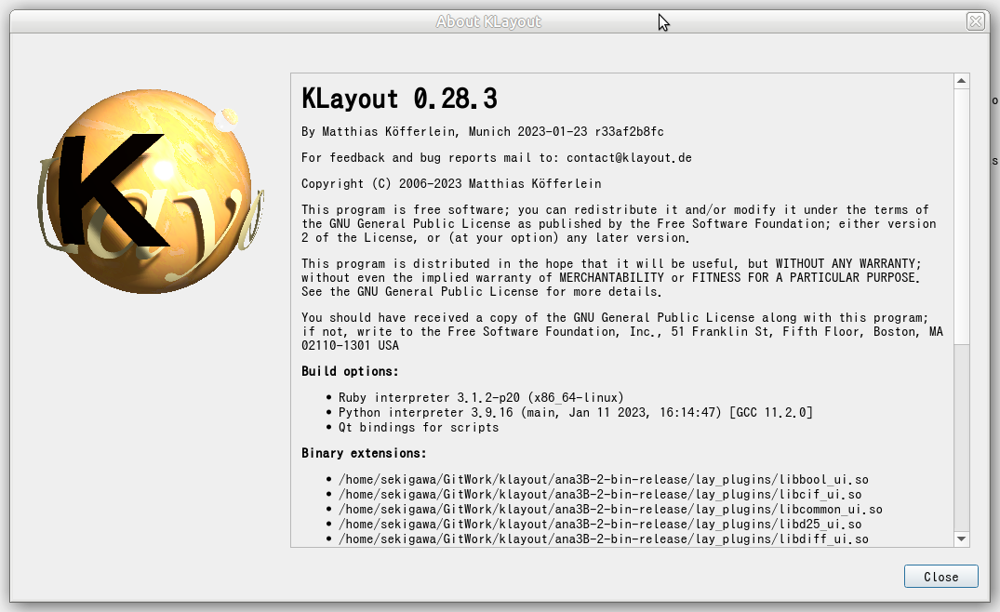 About KLayout
KLayout
KLayout 0.28.3
By Matthias Köfferlein, Munich 2023-01-23 r33af2b8fc
For feedback and bug reports mail to: contact@klayout.de
Copyright (C) 2006-2023 Matthias Köfferlein
This program is free software; you can redistribute it and/or modify it under the terms of
the GNU General Public License as published by the Free Software Foundation; either version
2 of the License, or (at your option) any later version.
This program is distributed in the hope that it will be useful, but WITHOUT ANY WARRANTY;
without even the implied warranty of MERCHANTABILITY or FITNESS FOR A PARTICULAR PURPOSE.
See the GNU General Public License for more details.
You should have received a copy of the GNU General Public License along with this program;
if not, write to the Free Software Foundation, Inc., 51 Franklin St, Fifth Floor, Boston, MA
02110-1301 USA
Build options:
• Ruby interpreter 3.1.2-p20 (x86_64-linux)
• Python interpreter 3.9.16 (main, Jan 11 2023, 16:14:47) [GCC 11.2.0]
• Qt bindings for scripts
Binary extensions:
• /home/sekigawa/GitWork/klayout/ana3B-2-bin-release/lay_plugins/libbool_ui.so
• /home/sekigawa/GitWork/klayout/ana3B-2-bin-release/lay_plugins/libcif_ui.so
• /home/sekigawa/GitWork/klayout/ana3B-2-bin-release/lay_plugins/libcommon_ui.so
• /home/sekigawa/GitWork/klayout/ana3B-2-bin-release/lay_plugins/libd25_ui.so
• /home/sekigawa/GitWork/klayout/ana3B-2-bin-release/lay_plugins/libdiff_ui.so
Close